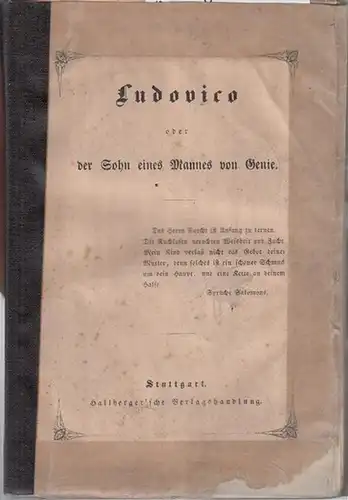 Ludovico
oder
der Sohn eines Mannes von Genie.
Des Herrn Furcht ist Anfang zu lernen.
Die Ruchlosen verachten Weisheit und Zucht
Mein Kind verlaß nicht das Gebot deiner
Mutter, denn solches ist ein schöner Schmuck
um dein Haupt und eine Kette an deinem
Halse
Sprüche Salomons.
Stuttgart.
Hallberger'sche Verlagshandlung.